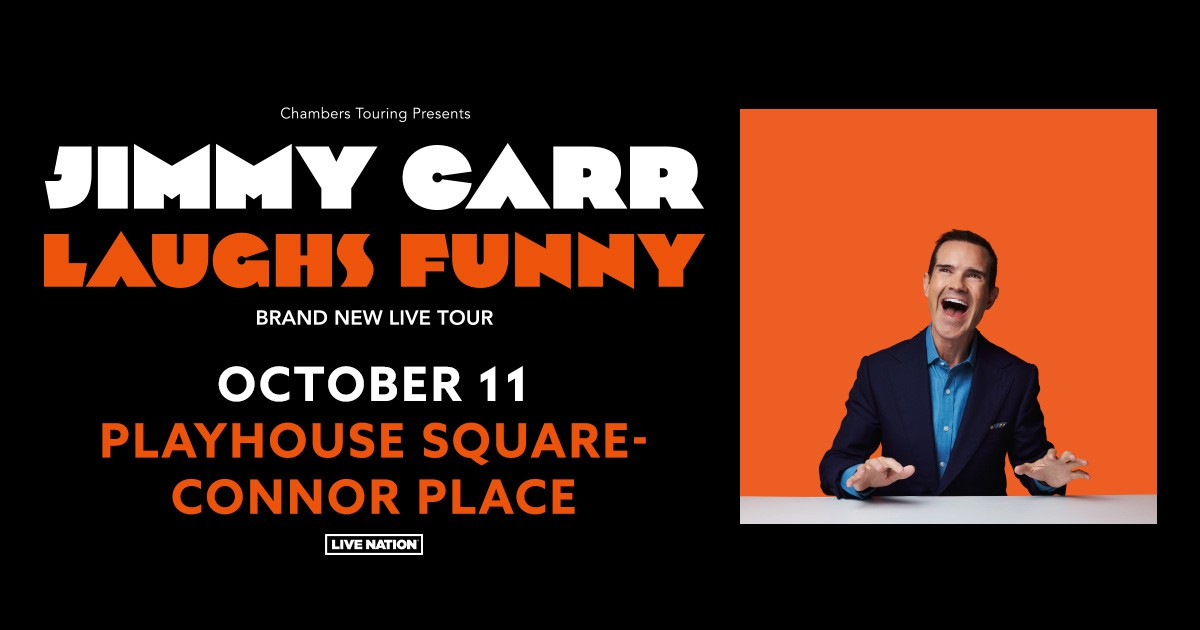 Chambers Touring Presents
JIMMY CARR
LAUGHS FUNNY
BRAND NEW LIVE TOUR
OCTOBER 11
PLAYHOUSE SQUARE-
CONNOR PLACE
LIVE NATION